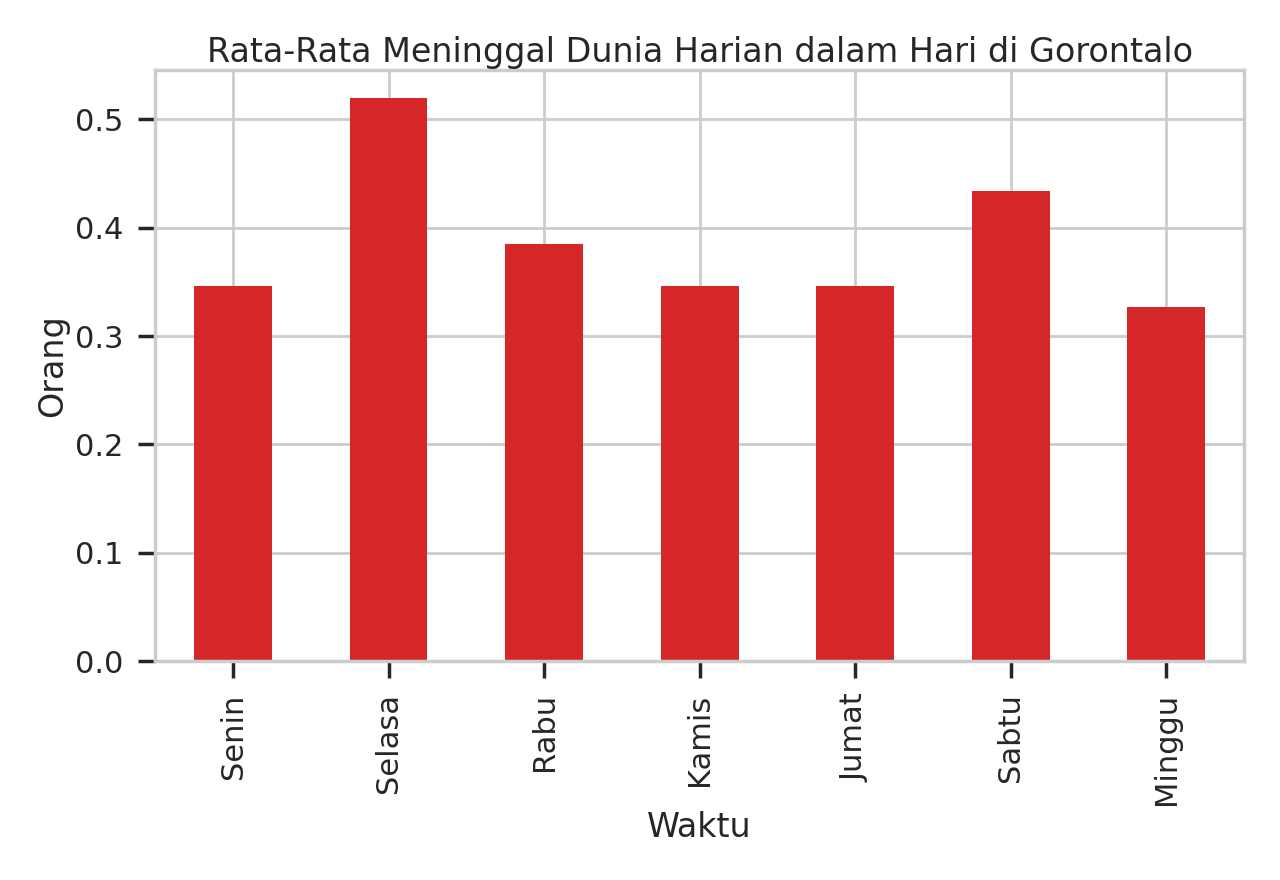 Rata-Rata Meninggal Dunia Harian dalam Hari di Gorontalo
0.5
0.4
0.3
0.2
0.1
0.0
Orang
Senin
Selasa
Rabu
Kamis
Jumat
Sabtu
Minggu
Waktu